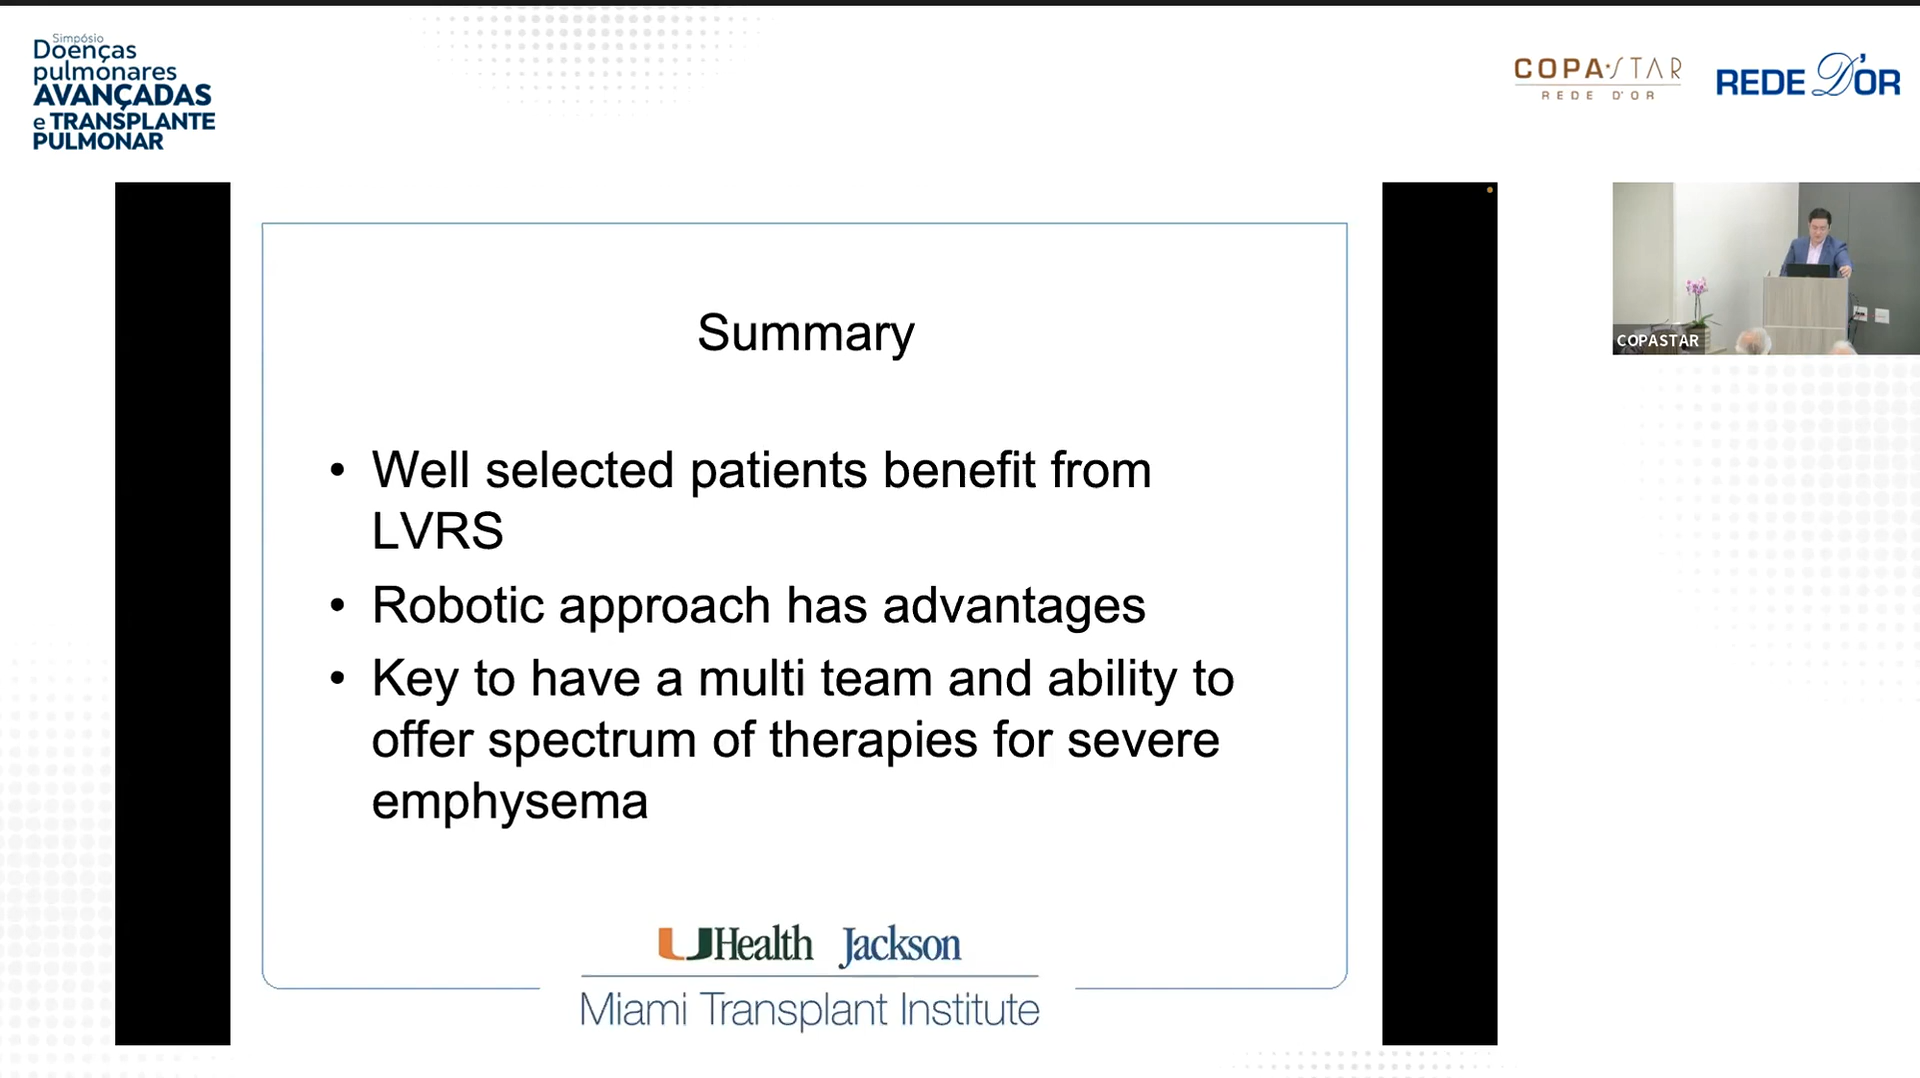 Simpósio
Doenças
pulmonares
AVANÇADAS
e TRANSPLANTE
PULMONAR
COPA STAR
REDE D'OR
REDE D'OR
COPASTAR
Summary
• Well selected patients benefit from
LVRS
• Robotic approach has advantages
• Key to have a multi team and ability to
offer spectrum of therapies for severe
emphysema
UHealth Jackson
Miami Transplant Institute